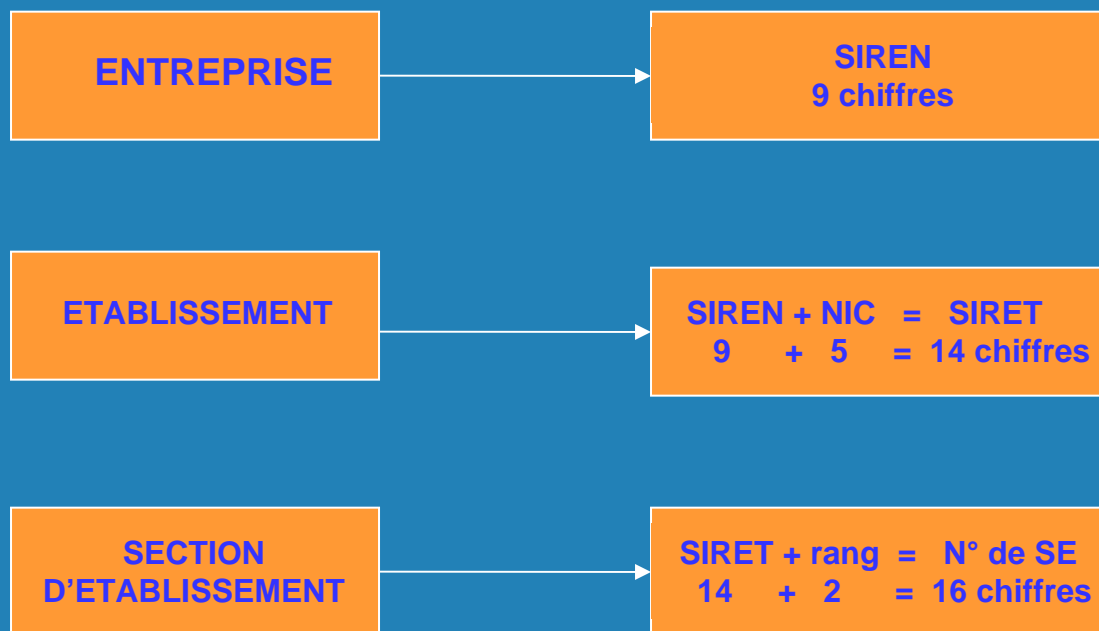 ENTREPRISE
SIREN
9 chiffres
ETABLISSEMENT
SIREN + NIC = SIRET
9 + 5 = 14 chiffres
SECTION
D’ETABLISSEMENT
SIRET + rang = N° de SE
14 + 2 = 16 chiffres